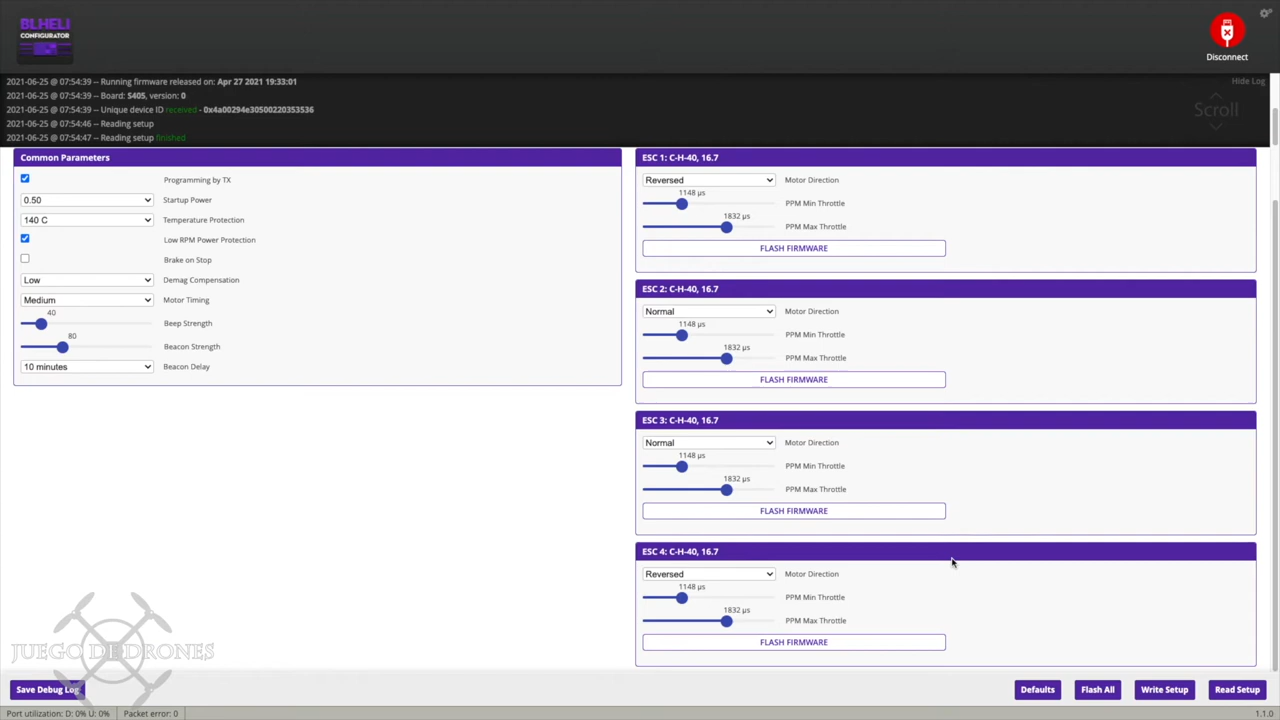 BLHELI
CONFIGURATOR
Disconnect
2021-06-25 @ 07:54:39 -- Running firmware released on: Apr 27 2021 19:33:01
Hide Log
2021-06-25 @ 07:54:39 -- Board: S405, version: 0
2021-06-25 @ 07:54:39 -- Unique device ID received - 0x4a00294e30500220353536
Scroll
2021-06-25 @ 07:54:46 -- Reading setup
2021-06-25 @ 07:54:47 -- Reading setup finished
Common Parameters
Programming by TX
0.50 Startup Power
140 C Temperature Protection
Low RPM Power Protection
Brake on Stop
Low Demag Compensation
Medium Motor Timing
40
Beep Strength
80
Beacon Strength
10 minutes Beacon Delay
ESC 1: C-H-40, 16.7
Reversed Motor Direction
1148 µs
PPM Min Throttle
1832 µs
PPM Max Throttle
FLASH FIRMWARE
ESC 2: C-H-40, 16.7
Normal Motor Direction
1148 µs
PPM Min Throttle
1832 µs
PPM Max Throttle
FLASH FIRMWARE
ESC 3: C-H-40, 16.7
Normal Motor Direction
1148 µs
PPM Min Throttle
1832 µs
PPM Max Throttle
FLASH FIRMWARE
ESC 4: C-H-40, 16.7
Reversed Motor Direction
1148 µs
PPM Min Throttle
1832 µs
PPM Max Throttle
FLASH FIRMWARE
JUEGO DE DRONES
Save Debug Log Defaults Flash All Write Setup Read Setup
Port utilization: D: 0% U: 0% Packet error: 0 1.1.0